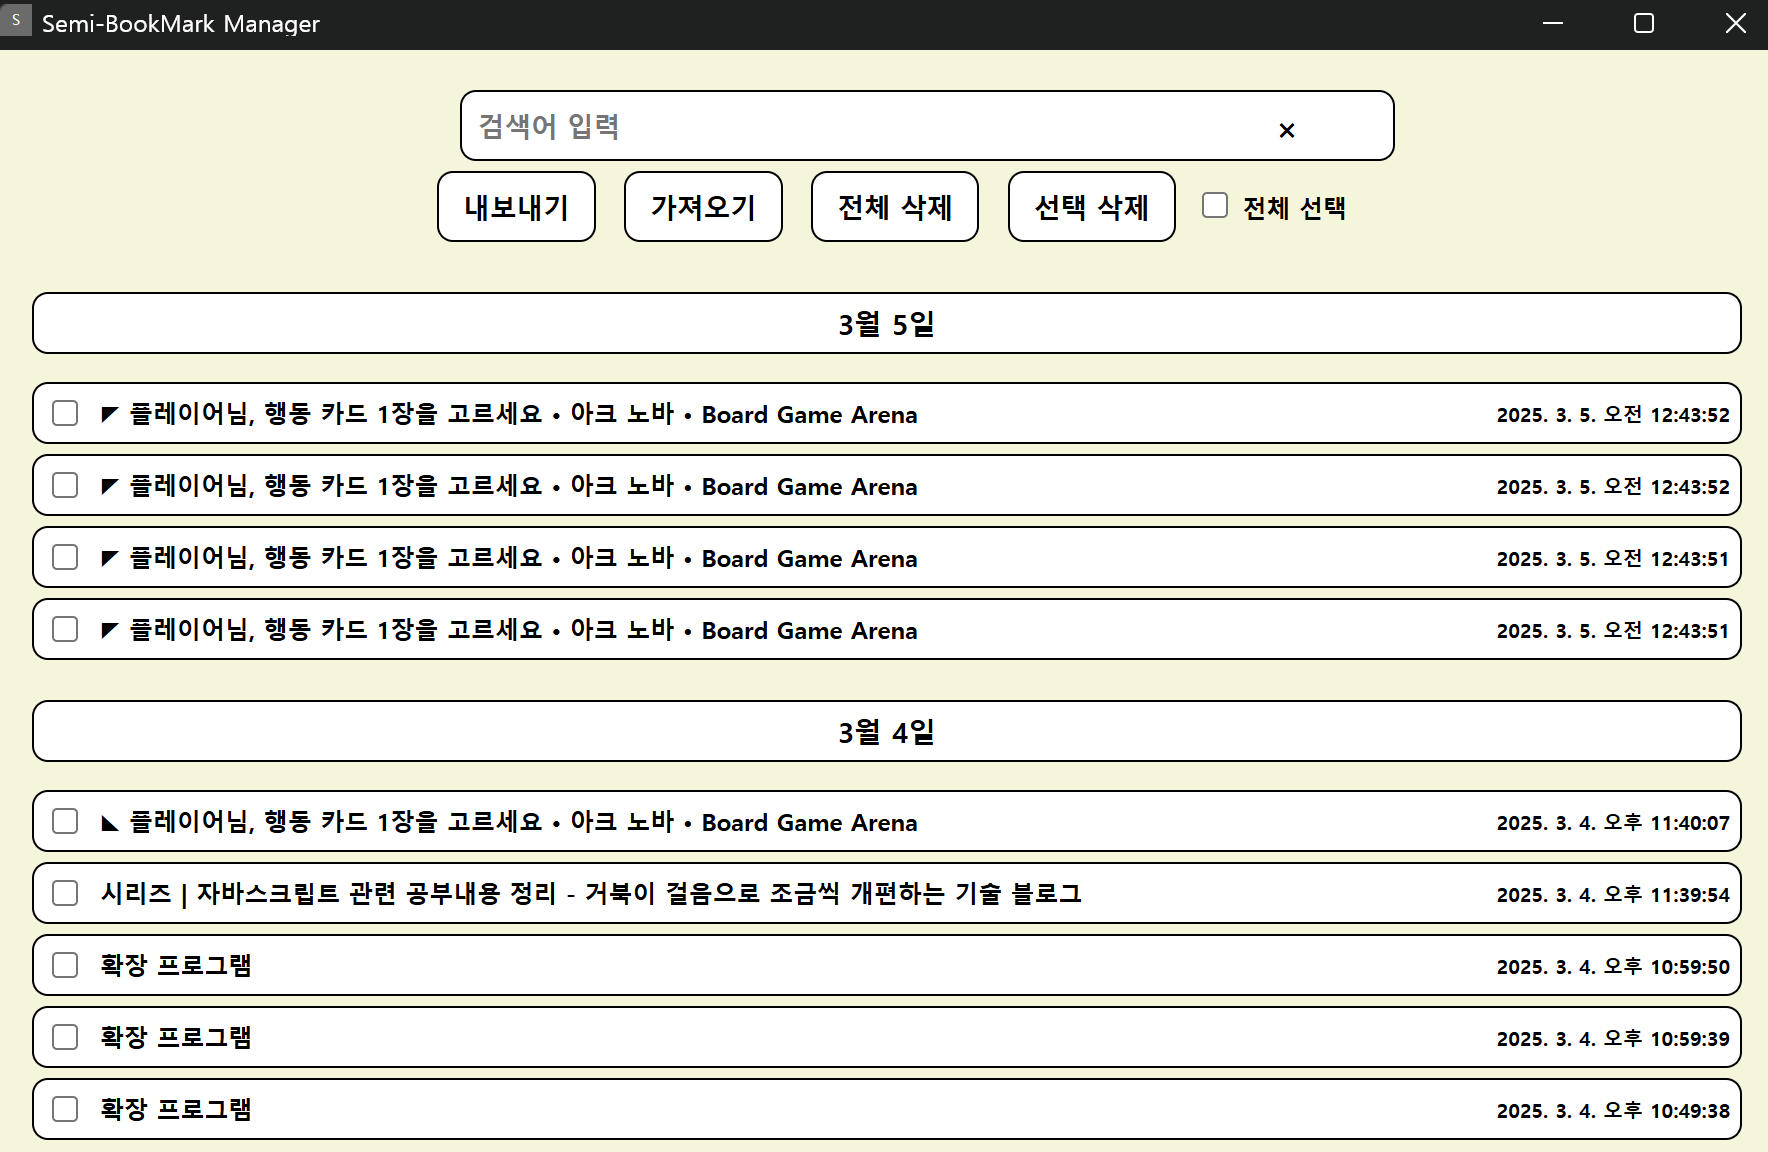 S Semi-BookMark Manager
검색어 입력 ×
내보내기 가져오기 전체 삭제 선택 삭제 전체 선택
3월 5일
◤ 플레이어님, 행동 카드 1장을 고르세요 • 아크 노바 • Board Game Arena 2025. 3. 5. 오전 12:43:52
◤ 플레이어님, 행동 카드 1장을 고르세요 • 아크 노바 • Board Game Arena 2025. 3. 5. 오전 12:43:52
◤ 플레이어님, 행동 카드 1장을 고르세요 • 아크 노바 • Board Game Arena 2025. 3. 5. 오전 12:43:51
◤ 플레이어님, 행동 카드 1장을 고르세요 • 아크 노바 • Board Game Arena 2025. 3. 5. 오전 12:43:51
3월 4일
◣ 플레이어님, 행동 카드 1장을 고르세요 • 아크 노바 • Board Game Arena 2025. 3. 4. 오후 11:40:07
시리즈 | 자바스크립트 관련 공부내용 정리 - 거북이 걸음으로 조금씩 개편하는 기술 블로그 2025. 3. 4. 오후 11:39:54
확장 프로그램 2025. 3. 4. 오후 10:59:50
확장 프로그램 2025. 3. 4. 오후 10:59:39
확장 프로그램 2025. 3. 4. 오후 10:49:38